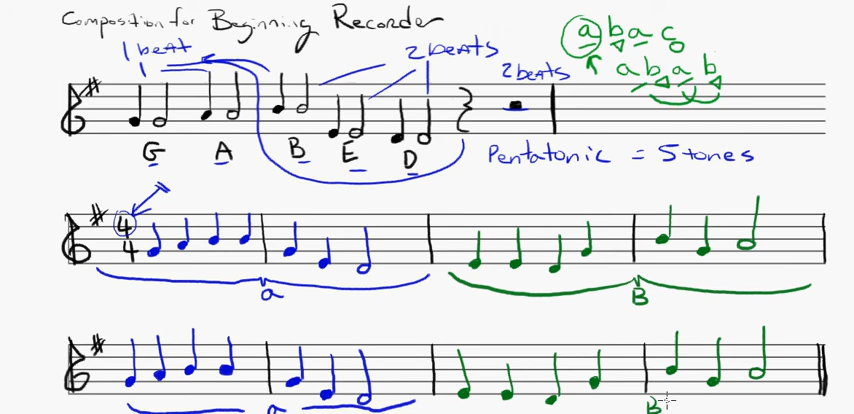 Composition for Beginning Recorder
a b a c
a b a b
1 beat
2 beats
2 beats
G A B E D
Pentatonic = 5 tones
4
4
a B
a B